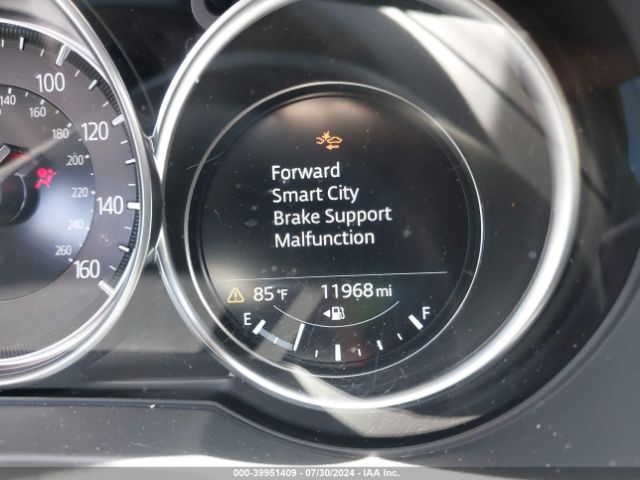 100
120
140
160
140
160
180
200
220
240
260
Forward
Smart City
Brake Support
Malfunction
85°F 11968 mi
E F
000-39951409 - 07/30/2024 - IAA Inc.